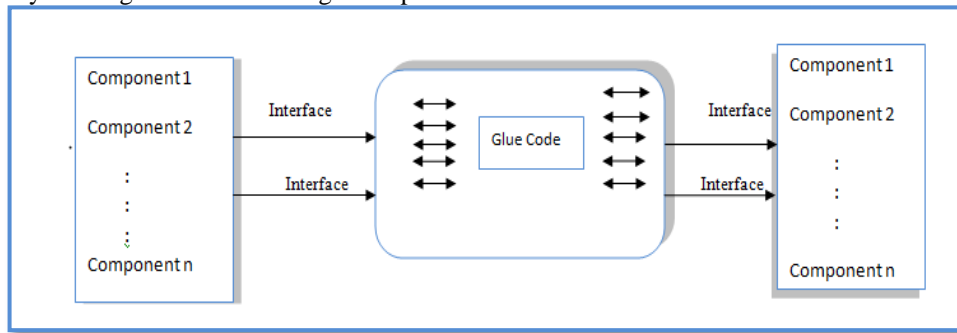 Component 1
Component 2
:
:
:
Component n
Interface
Interface
Glue Code
Interface
Interface
Component 1
Component 2
:
:
:
Component n